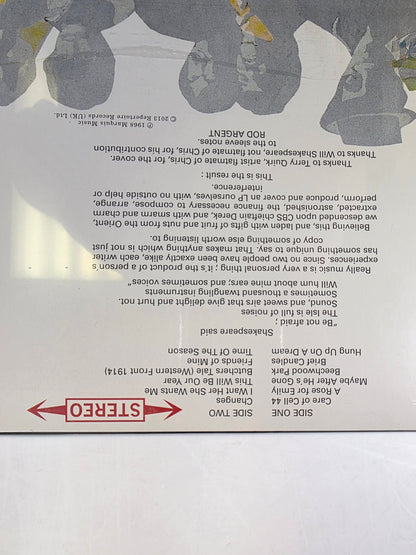 STEREO
SIDE ONE
Care of Cell 44
A Rose for Emily
Maybe After He's Gone
Beechwood Park
Brief Candles
Hung Up On A Dream
SIDE TWO
Changes
I Want Her She Wants Me
This Will Be Our Year
Butchers Tale (Western Front 1914)
Friends of Mine
Time Of The Season
Shakespeare said
"Be not afraid ;
The isle is full of noises
Sound, and sweet airs that give delight and hurt not.
Sometimes a thousand twangling instruments
Will hum about mine ears; and sometimes voices"
Really music is a very personal thing ; it's the product of a person's
experiences. Since no two people have been exactly alike, each writer
has something unique to say. That makes anything which is not just
copy of something else worth listening to.
Believing this, and laden with gifts of fruit and nuts from the Orient,
we descended upon CBS chieftain Derek, and with smarm and charm
extracted, astonished, the finance necessary to compose, arrange,
perform, produce and cover an LP ourselves, with no outside help or
interference.
This is the result :
Thanks to Terry Quirk, artist flatmate of Chris, for the cover.
Thanks to Will Shakespeare, not flatmate of Chris, for his contribution
to the sleeve notes.
ROD ARGENT
℗ 1968 Marquis Music
© 2013 Repertoire Records (UK) Ltd.